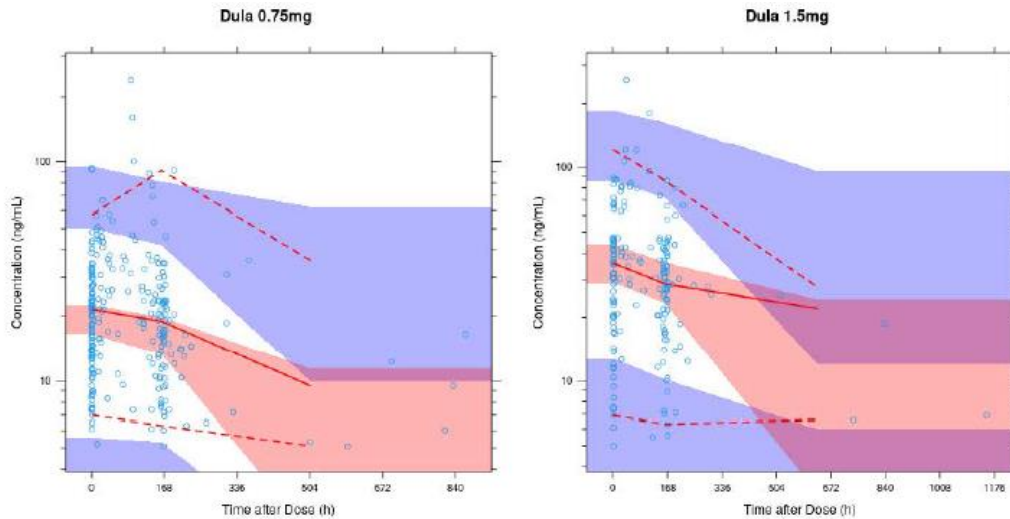 Dula 0.75mg
Concentration (ng/mL)
100
10
0 168 336 504 672 840
Time after Dose (h)
Dula 1.5mg
Concentration (ng/mL)
100
10
0 168 336 504 672 840 1008 1176
Time after Dose (h)